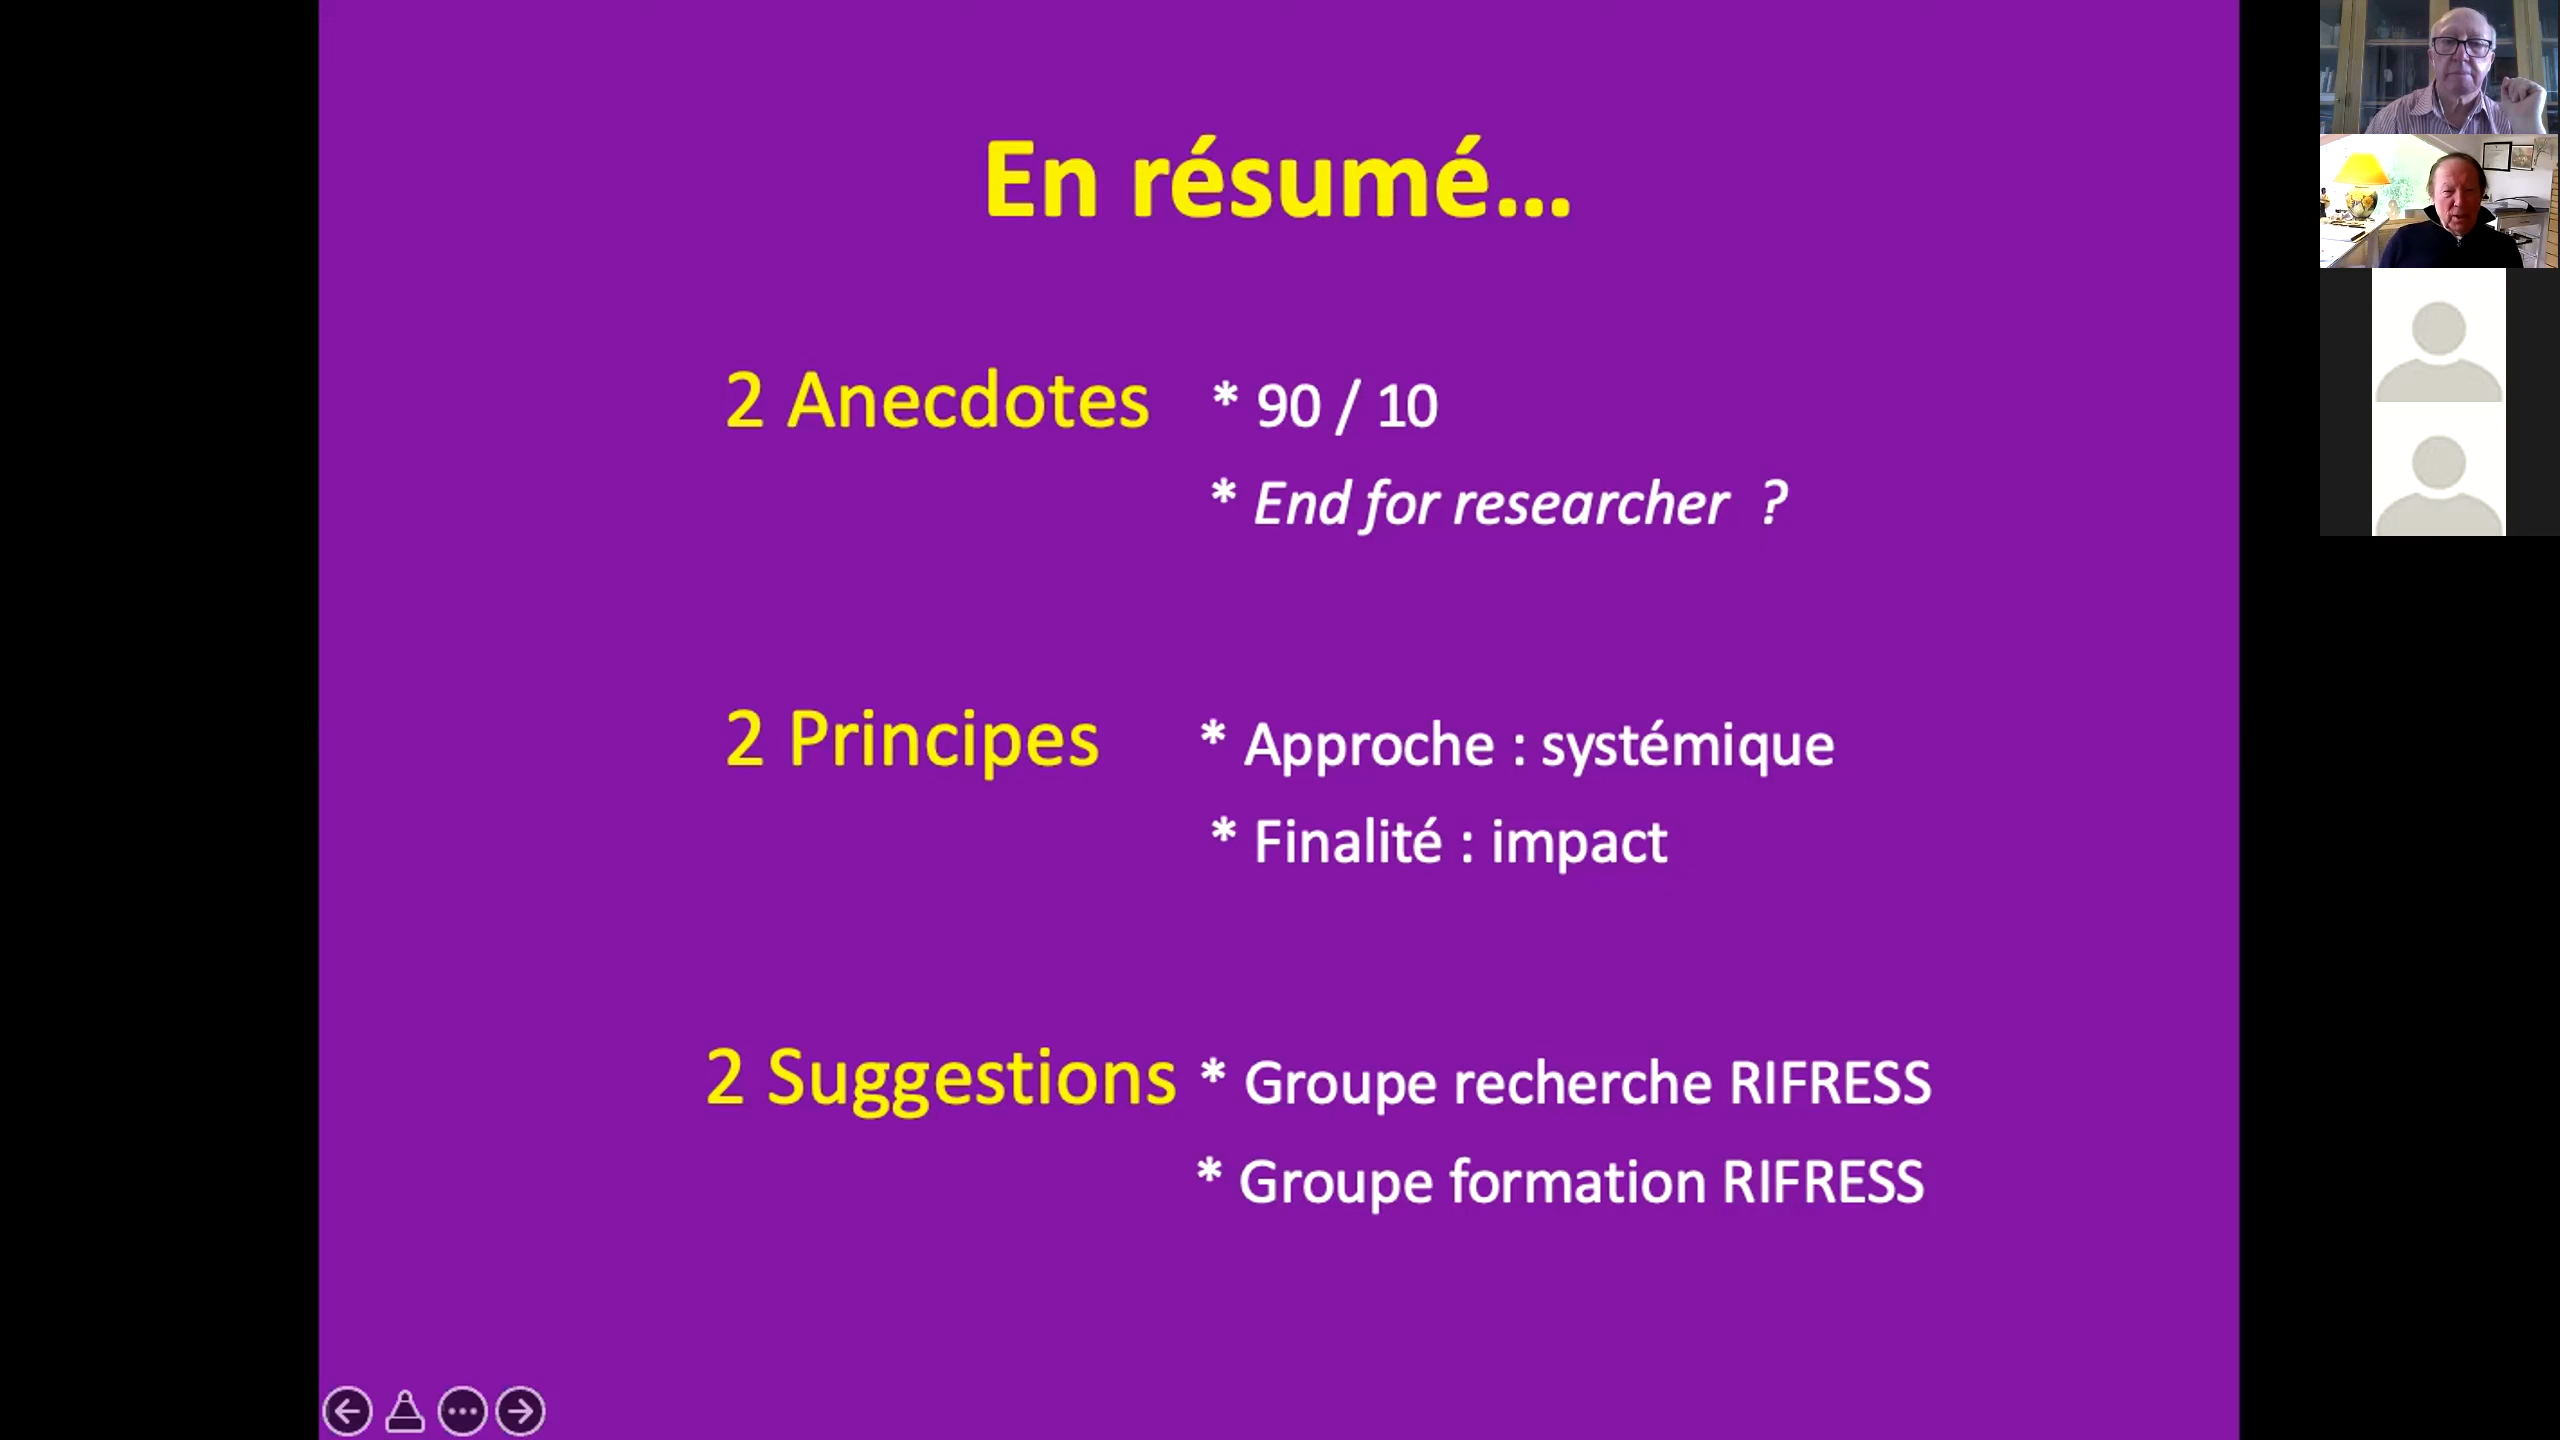 En résumé...
2 Anecdotes * 90 / 10
* End for researcher ?
2 Principes * Approche : systémique
* Finalité : impact
2 Suggestions * Groupe recherche RIFRESS
* Groupe formation RIFRESS